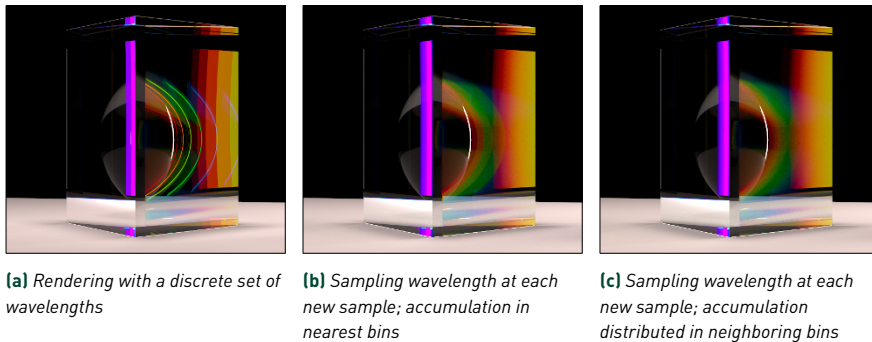 (a) Rendering with a discrete set of
wavelengths
(b) Sampling wavelength at each
new sample; accumulation in
nearest bins
(c) Sampling wavelength at each
new sample; accumulation
distributed in neighboring bins